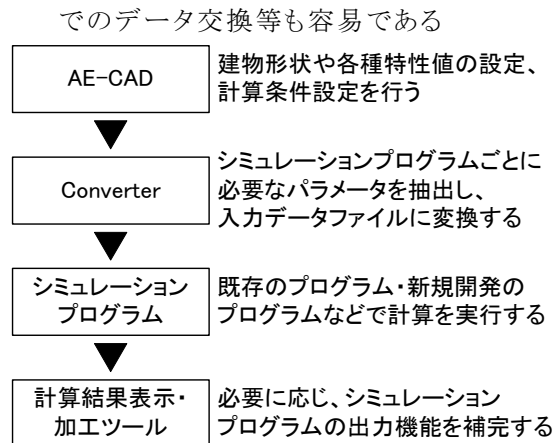 でのデータ交換等も容易である
AE-CAD
建物形状や各種特性値の設定、
計算条件設定を行う
Converter
シミュレーションプログラムごとに
必要なパラメータを抽出し、
入力データファイルに変換する
シミュレーション
プログラム
既存のプログラム・新規開発の
プログラムなどで計算を実行する
計算結果表示・
加工ツール
必要に応じ、シミュレーション
プログラムの出力機能を補完する